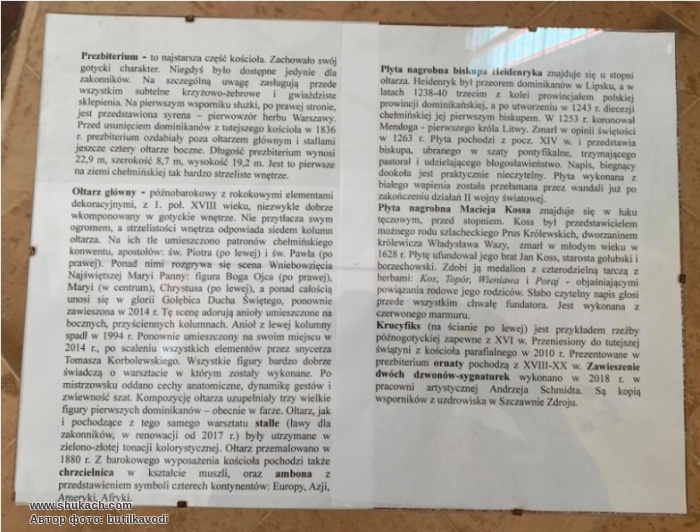 Prezbiterium - to najstarsza część kościoła. Zachowało swój
gotycki charakter. Niegdyś było dostępne jedynie dla
zakonników. Na szczególną uwagę zasługują przede
wszystkim subtelne krzyżowo-żebrowe i gwiaździste
sklepienia. Na pierwszym wsporniku służki, po prawej stronie,
jest przedstawiona syrena – pierwowzór herbu Warszawy.
Przed usunięciem dominikanów z tutejszego kościoła w 1836
r. prezbiterium ozdabiały poza ołtarzem głównym i stallami
jeszcze cztery ołtarze boczne. Długość prezbiterium wynosi
22,9 m, szerokość 8,7 m, wysokość 19,2 m. Jest to pierwsze
na ziemi chełmińskiej tak bardzo strzeliste wnętrze.
Ołtarz główny - późnobarokowy z rokokowymi elementami
dekoracyjnymi, z 1. poł. XVIII wieku, niezwykle dobrze
wkomponowany w gotyckie wnętrze. Nie przytłacza swym
ogromem, a strzelistości wnętrza odpowiada siedem kolumn
ołtarza. Na ich tle umieszczono patronów chełmińskiego
konwentu, apostołów: św. Piotra (po lewej) i św. Pawła (po
prawej). Ponad nimi rozgrywa się scena Wniebowzięcia
Najświętszej Maryi Panny: figura Boga Ojca (po prawej),
Maryi (w centrum), Chrystusa (po lewej), a ponad całością
unosi się w glorii Gołębica Ducha Świętego, ponownie
zawieszona w 2014 r. Tę scenę adorują anioły umieszczone na
bocznych, przyściennych kolumnach. Anioł z lewej kolumny
spadł w 1994 r. Ponownie umieszczony na swoim miejscu w
2014 r., po scaleniu wszystkich elementów przez snycerza
Tomasza Korbolewskiego. Wszystkie figury bardzo dobrze
świadczą o warsztacie w którym zostały wykonane. Po
mistrzowsku oddano cechy anatomiczne, dynamikę gestów i
zwiewność szat. Kompozycję ołtarza uzupełniały trzy wielkie
figury pierwszych dominikanów – obecnie w farze. Ołtarz, jak
i pochodzące z tego samego warsztatu stalle (ławy dla
zakonników, w renowacji od 2017 r.) były utrzymane w
zielono-złotej tonacji kolorystycznej. Ołtarz przemalowano w
1880 r. Z barokowego wyposażenia kościoła pochodzi także
chrzcielnica w kształcie muszli, oraz ambona z
przedstawieniem symboli czterech kontynentów: Europy, Azji,
Ameryki, Afryki.
Płyta nagrobna biskupa Heidenryka znajduje się u stopni
ołtarza. Heidenryk był przeorem dominikanów w Lipsku, a w
latach 1238-40 trzecim z kolei prowincjałem polskiej
prowincji dominikańskiej, a po utworzeniu w 1243 r. diecezji
chełmińskiej jej pierwszym biskupem. W 1253 r. koronował
Mendoga - pierwszego króla Litwy. Zmarł w opinii świętości
w 1263 r. Płyta pochodzi z pocz. XIV w. i przedstawia
biskupa, ubranego w szaty pontyfikalne, trzymającego
pastorał i udzielającego błogosławieństwo. Napis, biegnący
dookoła jest praktycznie nieczytelny. Płyta wykonana z
białego wapienia została przełamana przez wandali już po
zakończeniu działań II wojny światowej.
Płyta nagrobna Macieja Kossa znajduje się w łuku
tęczowym, przed stopniem. Koss był przedstawicielem
możnego rodu szlacheckiego Prus Królewskich, dworzaninem
królewicza Władysława Wazy, zmarł w młodym wieku w
1628 r. Płytę ufundował jego brat Jan Koss, starosta golubski i
borzechowski. Zdobi ją medalion z czterodzielną tarczą z
herbami: Kos, Topór, Wieniawa i Poraj - objaśniającymi
powiązania rodowe jego rodziców. Słabo czytelny napis głosi
przede wszystkim chwałę fundatora. Jest wykonana z
czerwonego marmuru.
Krucyfiks (na ścianie po lewej) jest przykładem rzeźby
późnogotyckiej zapewne z XVI w. Przeniesiony do tutejszej
świątyni z kościoła parafialnego w 2010 r. Prezentowane w
prezbiterium ornaty pochodzą z XVIII-XX w. Zawieszenie
dwóch dzwonów-sygnaturek wykonano w 2018 r. w
pracowni artystycznej Andrzeja Schmidta. Są kopią
wsporników z uzdrowiska w Szczawnie Zdroju.
www.shukach.com
Автор фото: butilkavodi